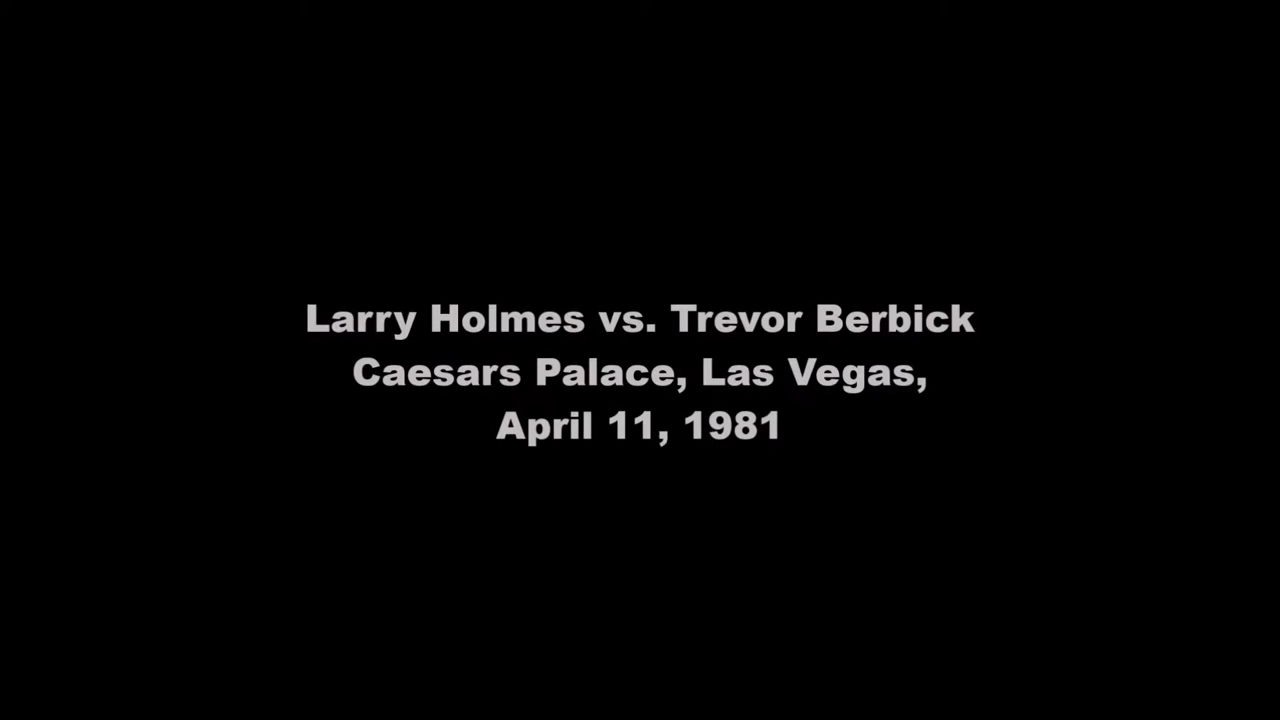 Larry Holmes vs. Trevor Berbick
Caesars Palace, Las Vegas,
April 11, 1981